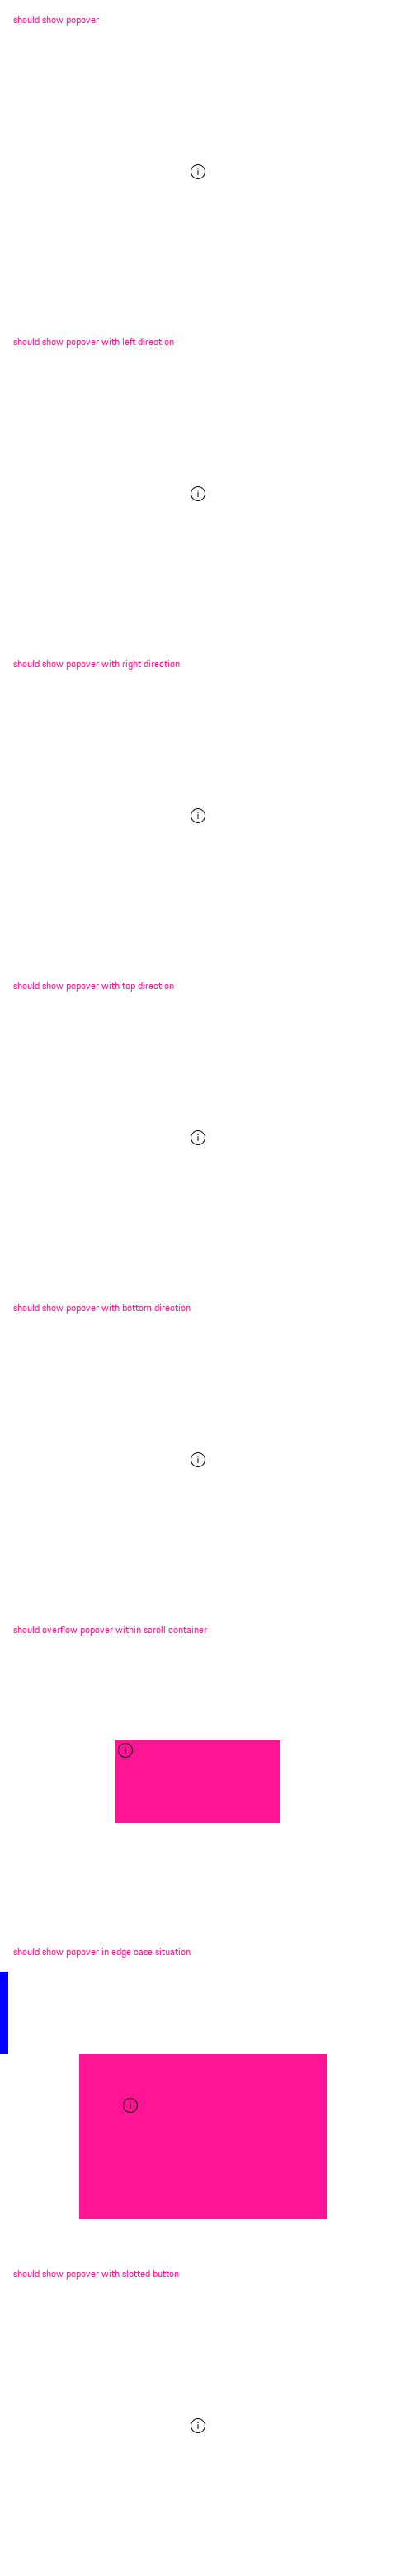 should show popover
i
should show popover with left direction
i
should show popover with right direction
i
should show popover with top direction
i
should show popover with bottom direction
i
should overflow popover within scroll container
i
should show popover in edge case situation
i
should show popover with slotted button
i